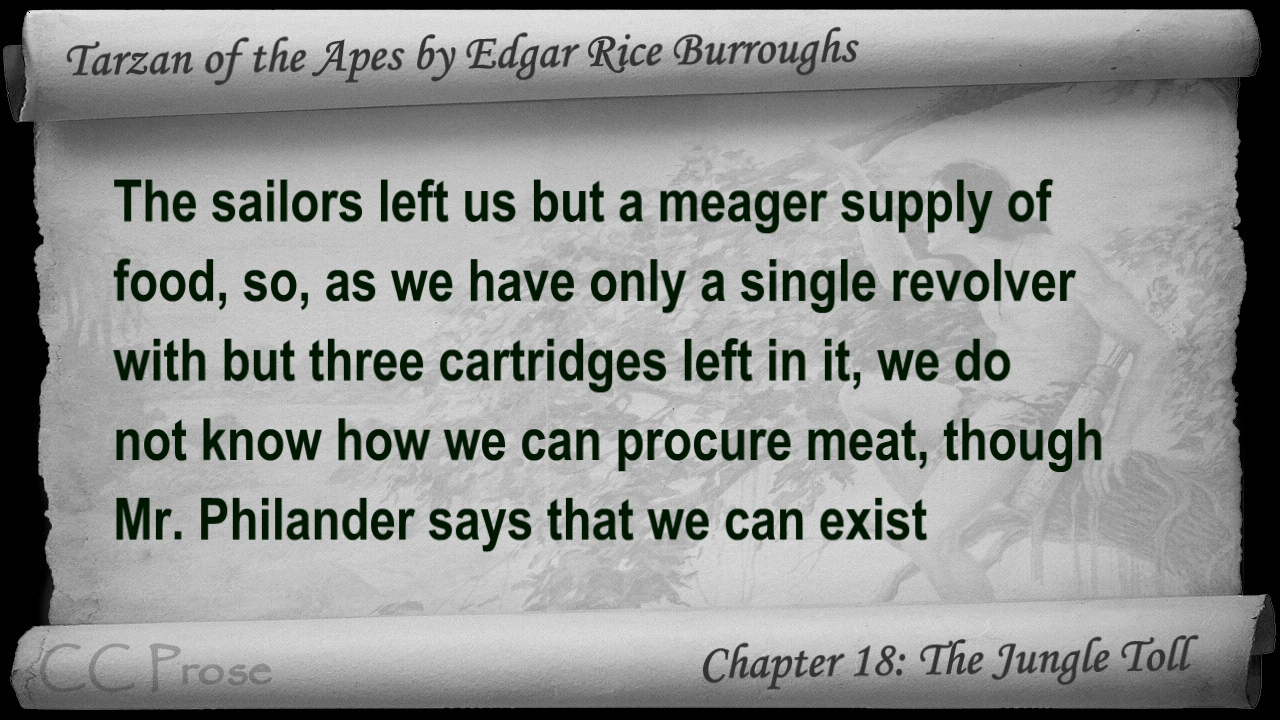 Tarzan of the Apes by Edgar Rice Burroughs
The sailors left us but a meager supply of
food, so, as we have only a single revolver
with but three cartridges left in it, we do
not know how we can procure meat, though
Mr. Philander says that we can exist
CC Prose
Chapter 18: The Jungle Toll